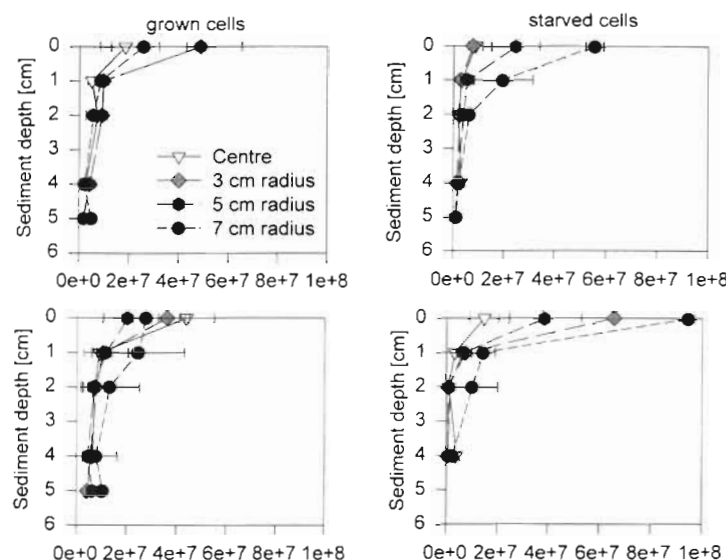 grown cells
starved cells
0
1
2
3
4
5
6
Sediment depth [cm]
Centre
3 cm radius
5 cm radius
7 cm radius
0e+0 2e+7 4e+7 6e+7 8e+7 1e+8
0
1
2
3
4
5
6
Sediment depth [cm]
0e+0 2e+7 4e+7 6e+7 8e+7 1e+8
0
1
2
3
4
5
6
Sediment depth [cm]
0e+0 2e+7 4e+7 6e+7 8e+7 1e+8
0
1
2
3
4
5
6
Sediment depth [cm]
0e+0 2e+7 4e+7 6e+7 8e+7 1e+8